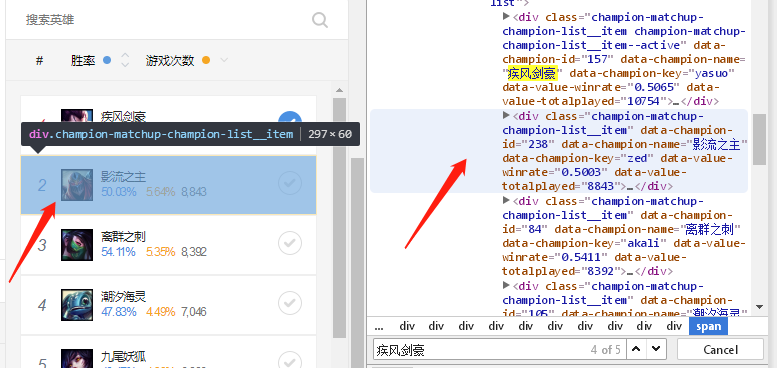 搜索英雄
# 胜率 游戏次数
疾风剑豪
div.champion-matchup-champion-list__item 297×60
2 影流之主
50.03% 5.64% 8,843
3 离群之刺
54.11% 5.35% 8,392
4 潮汐海灵
47.83% 4.49% 7,046
5 九尾妖狐
list">
<div class="champion-matchup-
champion-list__item champion-matchup-
champion-list__item--active" data-
champion-id="157" data-champion-name=
"疾风剑豪" data-champion-key="yasuo"
data-value-winrate="0.5065" data-
value-totalplayed="10754">…</div>
<div class="champion-matchup-
champion-list__item" data-champion-
id="238" data-champion-name="影流之主"
data-champion-key="zed" data-value-
winrate="0.5003" data-value-
totalplayed="8843">…</div>
<div class="champion-matchup-
champion-list__item" data-champion-
id="84" data-champion-name="离群之刺"
data-champion-key="akali" data-value-
winrate="0.5411" data-value-
totalplayed="8392">…</div>
<div class="champion-matchup-
champion-list__item" data-champion-
id="105" data-champion-name="潮汐海灵"
... div div div div div div div div span
疾风剑豪 4 of 5 Cancel